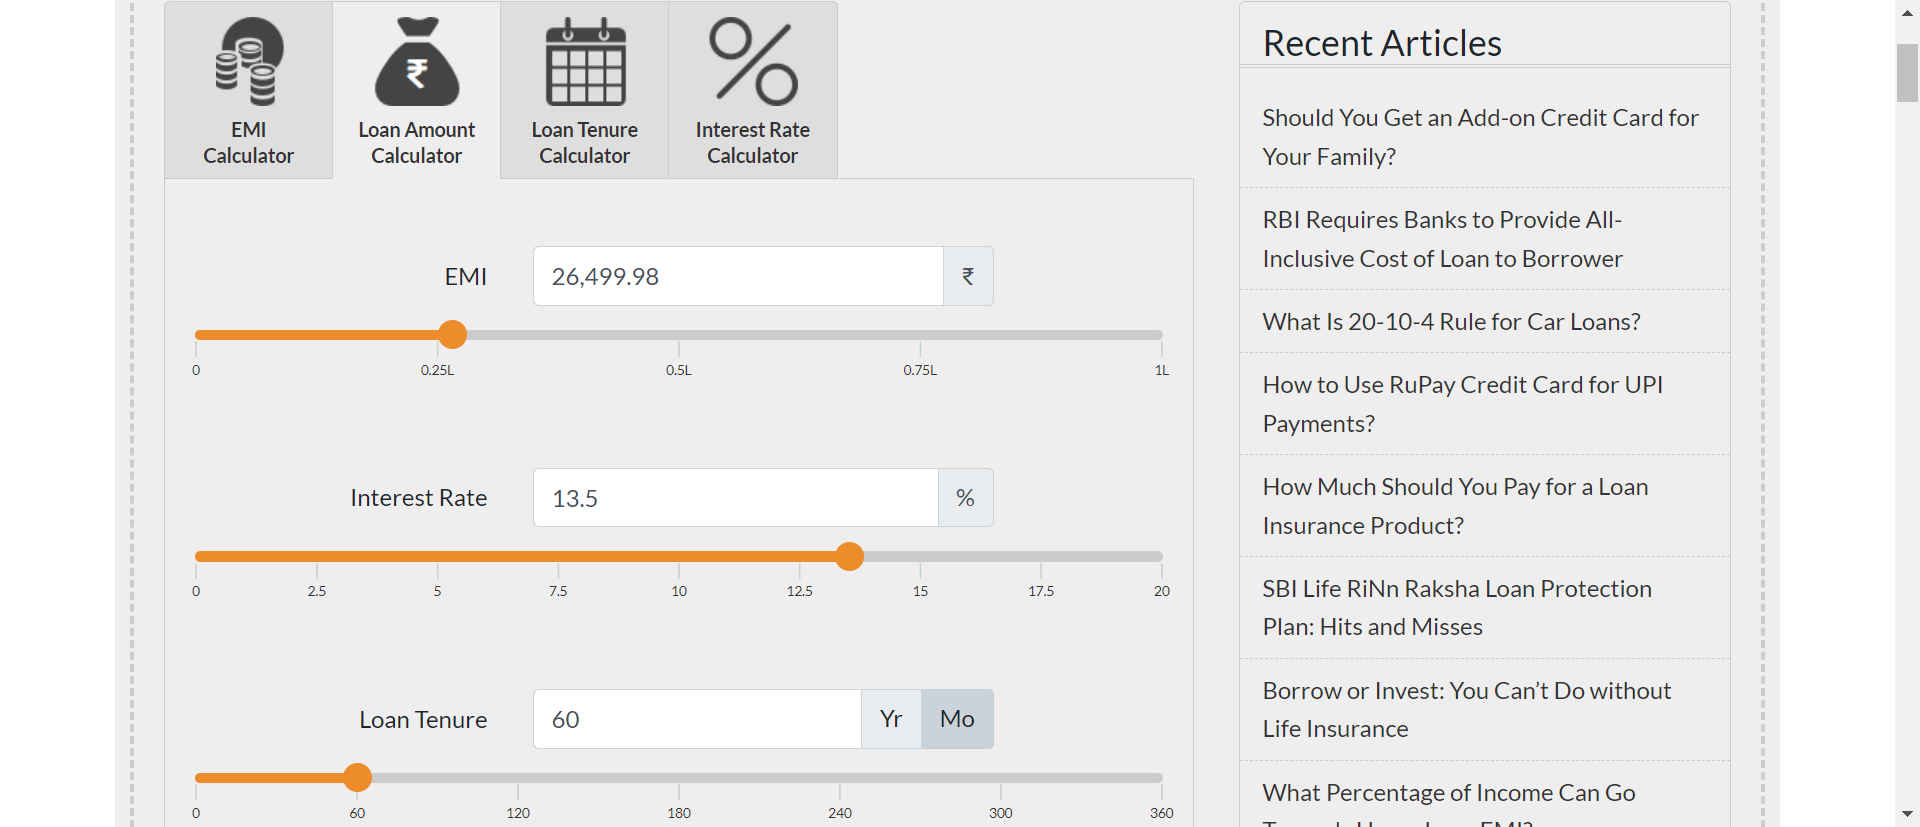 EMI
Calculator
Loan Amount
Calculator
Loan Tenure
Calculator
Interest Rate
Calculator
EMI
26,499.98
₹
0
0.25L
0.5L
0.75L
1L
Interest Rate
13.5
%
0
2.5
5
7.5
10
12.5
15
17.5
20
Loan Tenure
60
Yr
Mo
0
60
120
180
240
300
360
Recent Articles
Should You Get an Add-on Credit Card for
Your Family?
RBI Requires Banks to Provide All-
Inclusive Cost of Loan to Borrower
What Is 20-10-4 Rule for Car Loans?
How to Use RuPay Credit Card for UPI
Payments?
How Much Should You Pay for a Loan
Insurance Product?
SBI Life RiNn Raksha Loan Protection
Plan: Hits and Misses
Borrow or Invest: You Can’t Do without
Life Insurance
What Percentage of Income Can Go